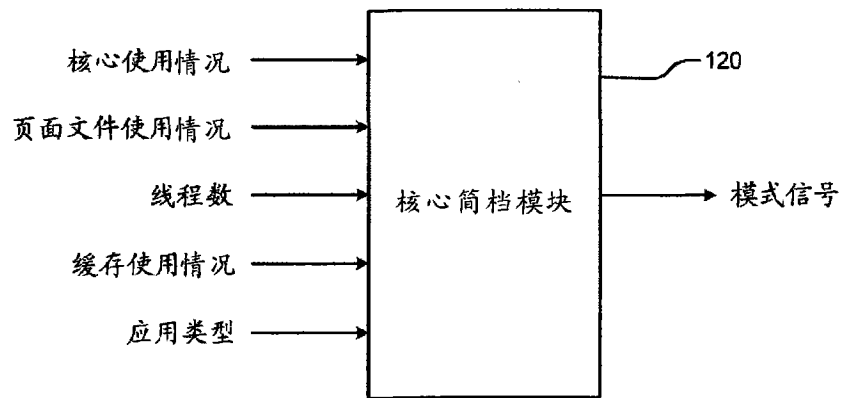 核心使用情况
120
页面文件使用情况
线程数
核心简档模块
模式信号
缓存使用情况
应用类型